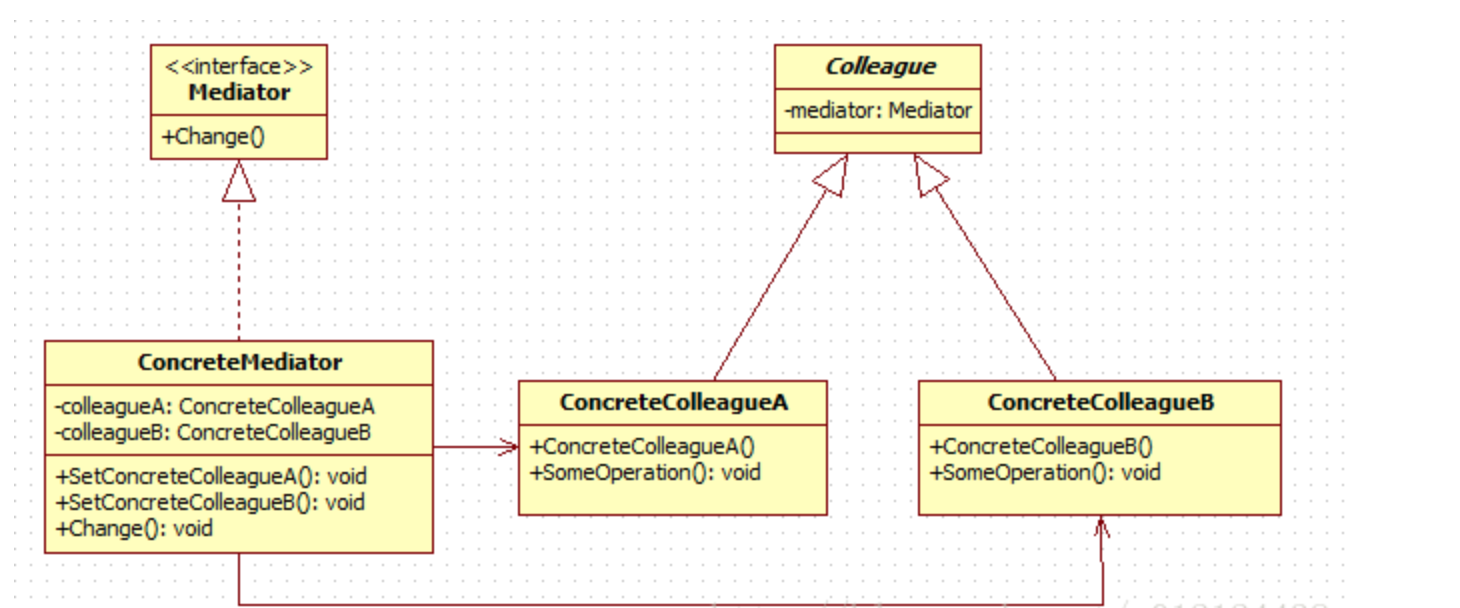 <<interface>>
Mediator
+Change()
Colleague
-mediator: Mediator
ConcreteMediator
-colleagueA: ConcreteColleagueA
-colleagueB: ConcreteColleagueB
+SetConcreteColleagueA(): void
+SetConcreteColleagueB(): void
+Change(): void
ConcreteColleagueA
+ConcreteColleagueA()
+SomeOperation(): void
ConcreteColleagueB
+ConcreteColleagueB()
+SomeOperation(): void